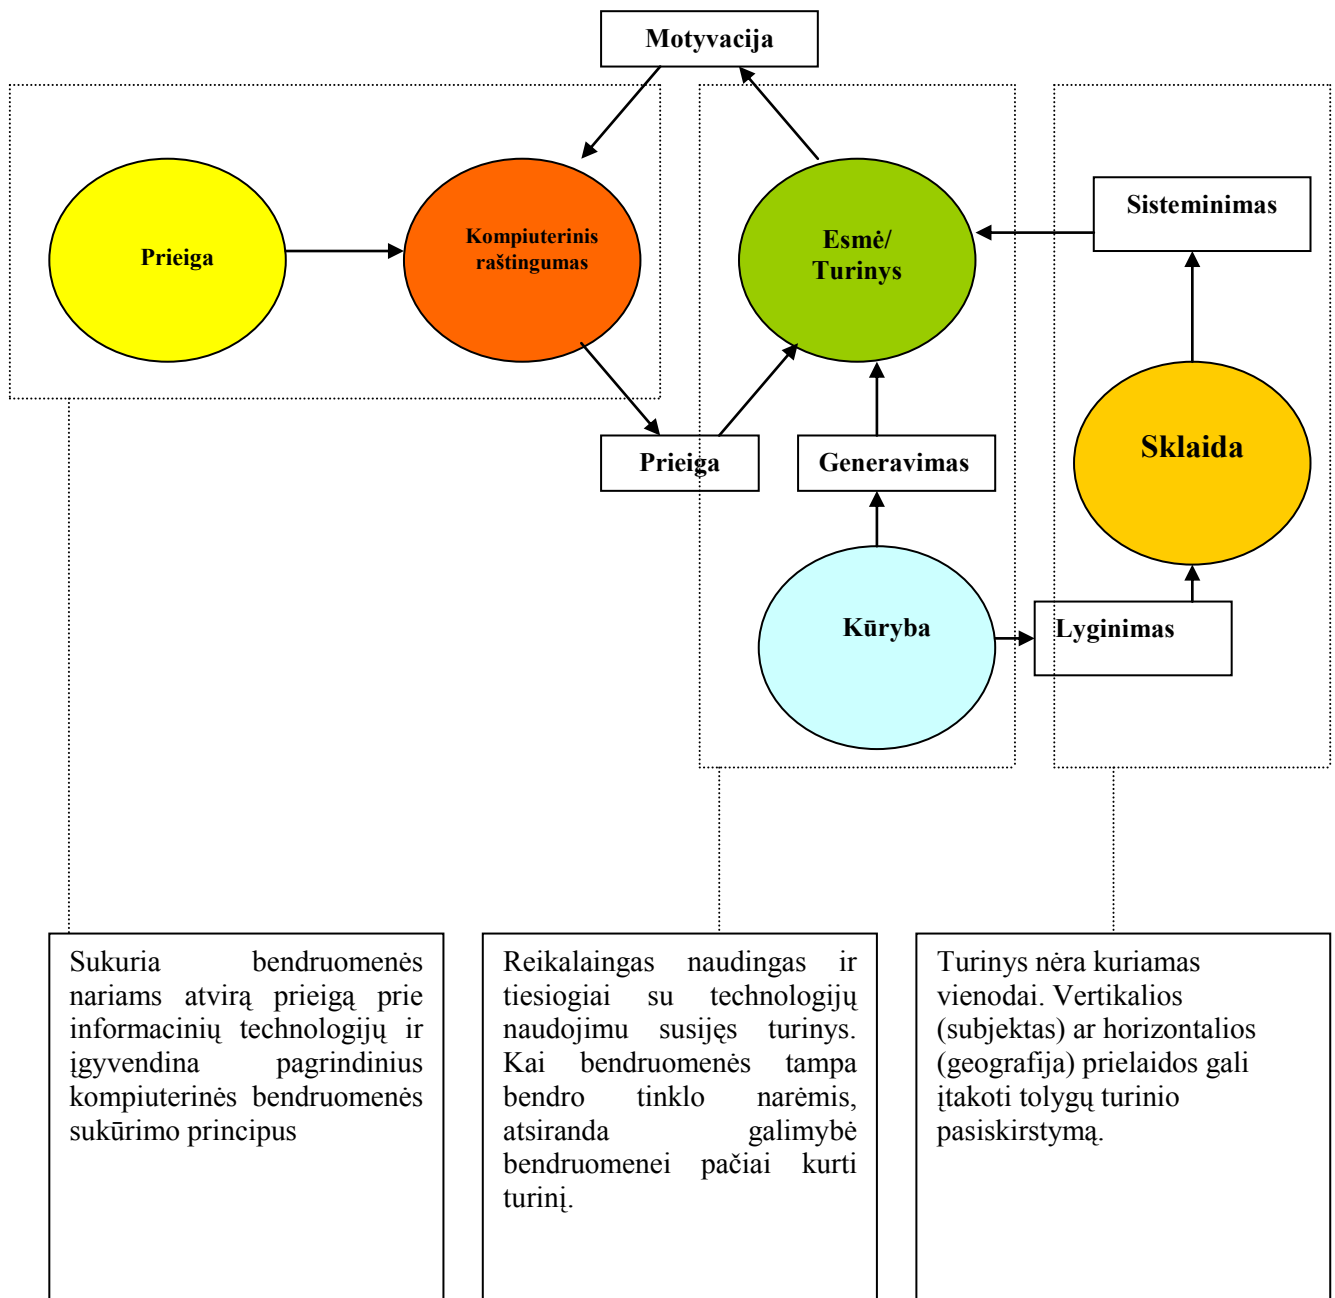 Motyvacija
Prieiga
Kompiuterinis
raštingumas
Esmė/
Turinys
Sisteminimas
Prieiga
Generavimas
Sklaida
Kūryba
Lyginimas
Sukuria bendruomenės
nariams atvirą prieigą prie
informacinių technologijų ir
įgyvendina pagrindinius
kompiuterinės bendruomenės
sukūrimo principus
Reikalaingas naudingas ir
tiesiogiai su technologijų
naudojimu susijęs turinys.
Kai bendruomenės tampa
bendro tinklo narėmis,
atsiranda galimybė
bendruomenei pačiai kurti
turinį.
Turinys nėra kuriamas
vienodai. Vertikalios
(subjektas) ar horizontalios
(geografija) prielaidos gali
įtakoti tolygų turinio
pasiskirstymą.